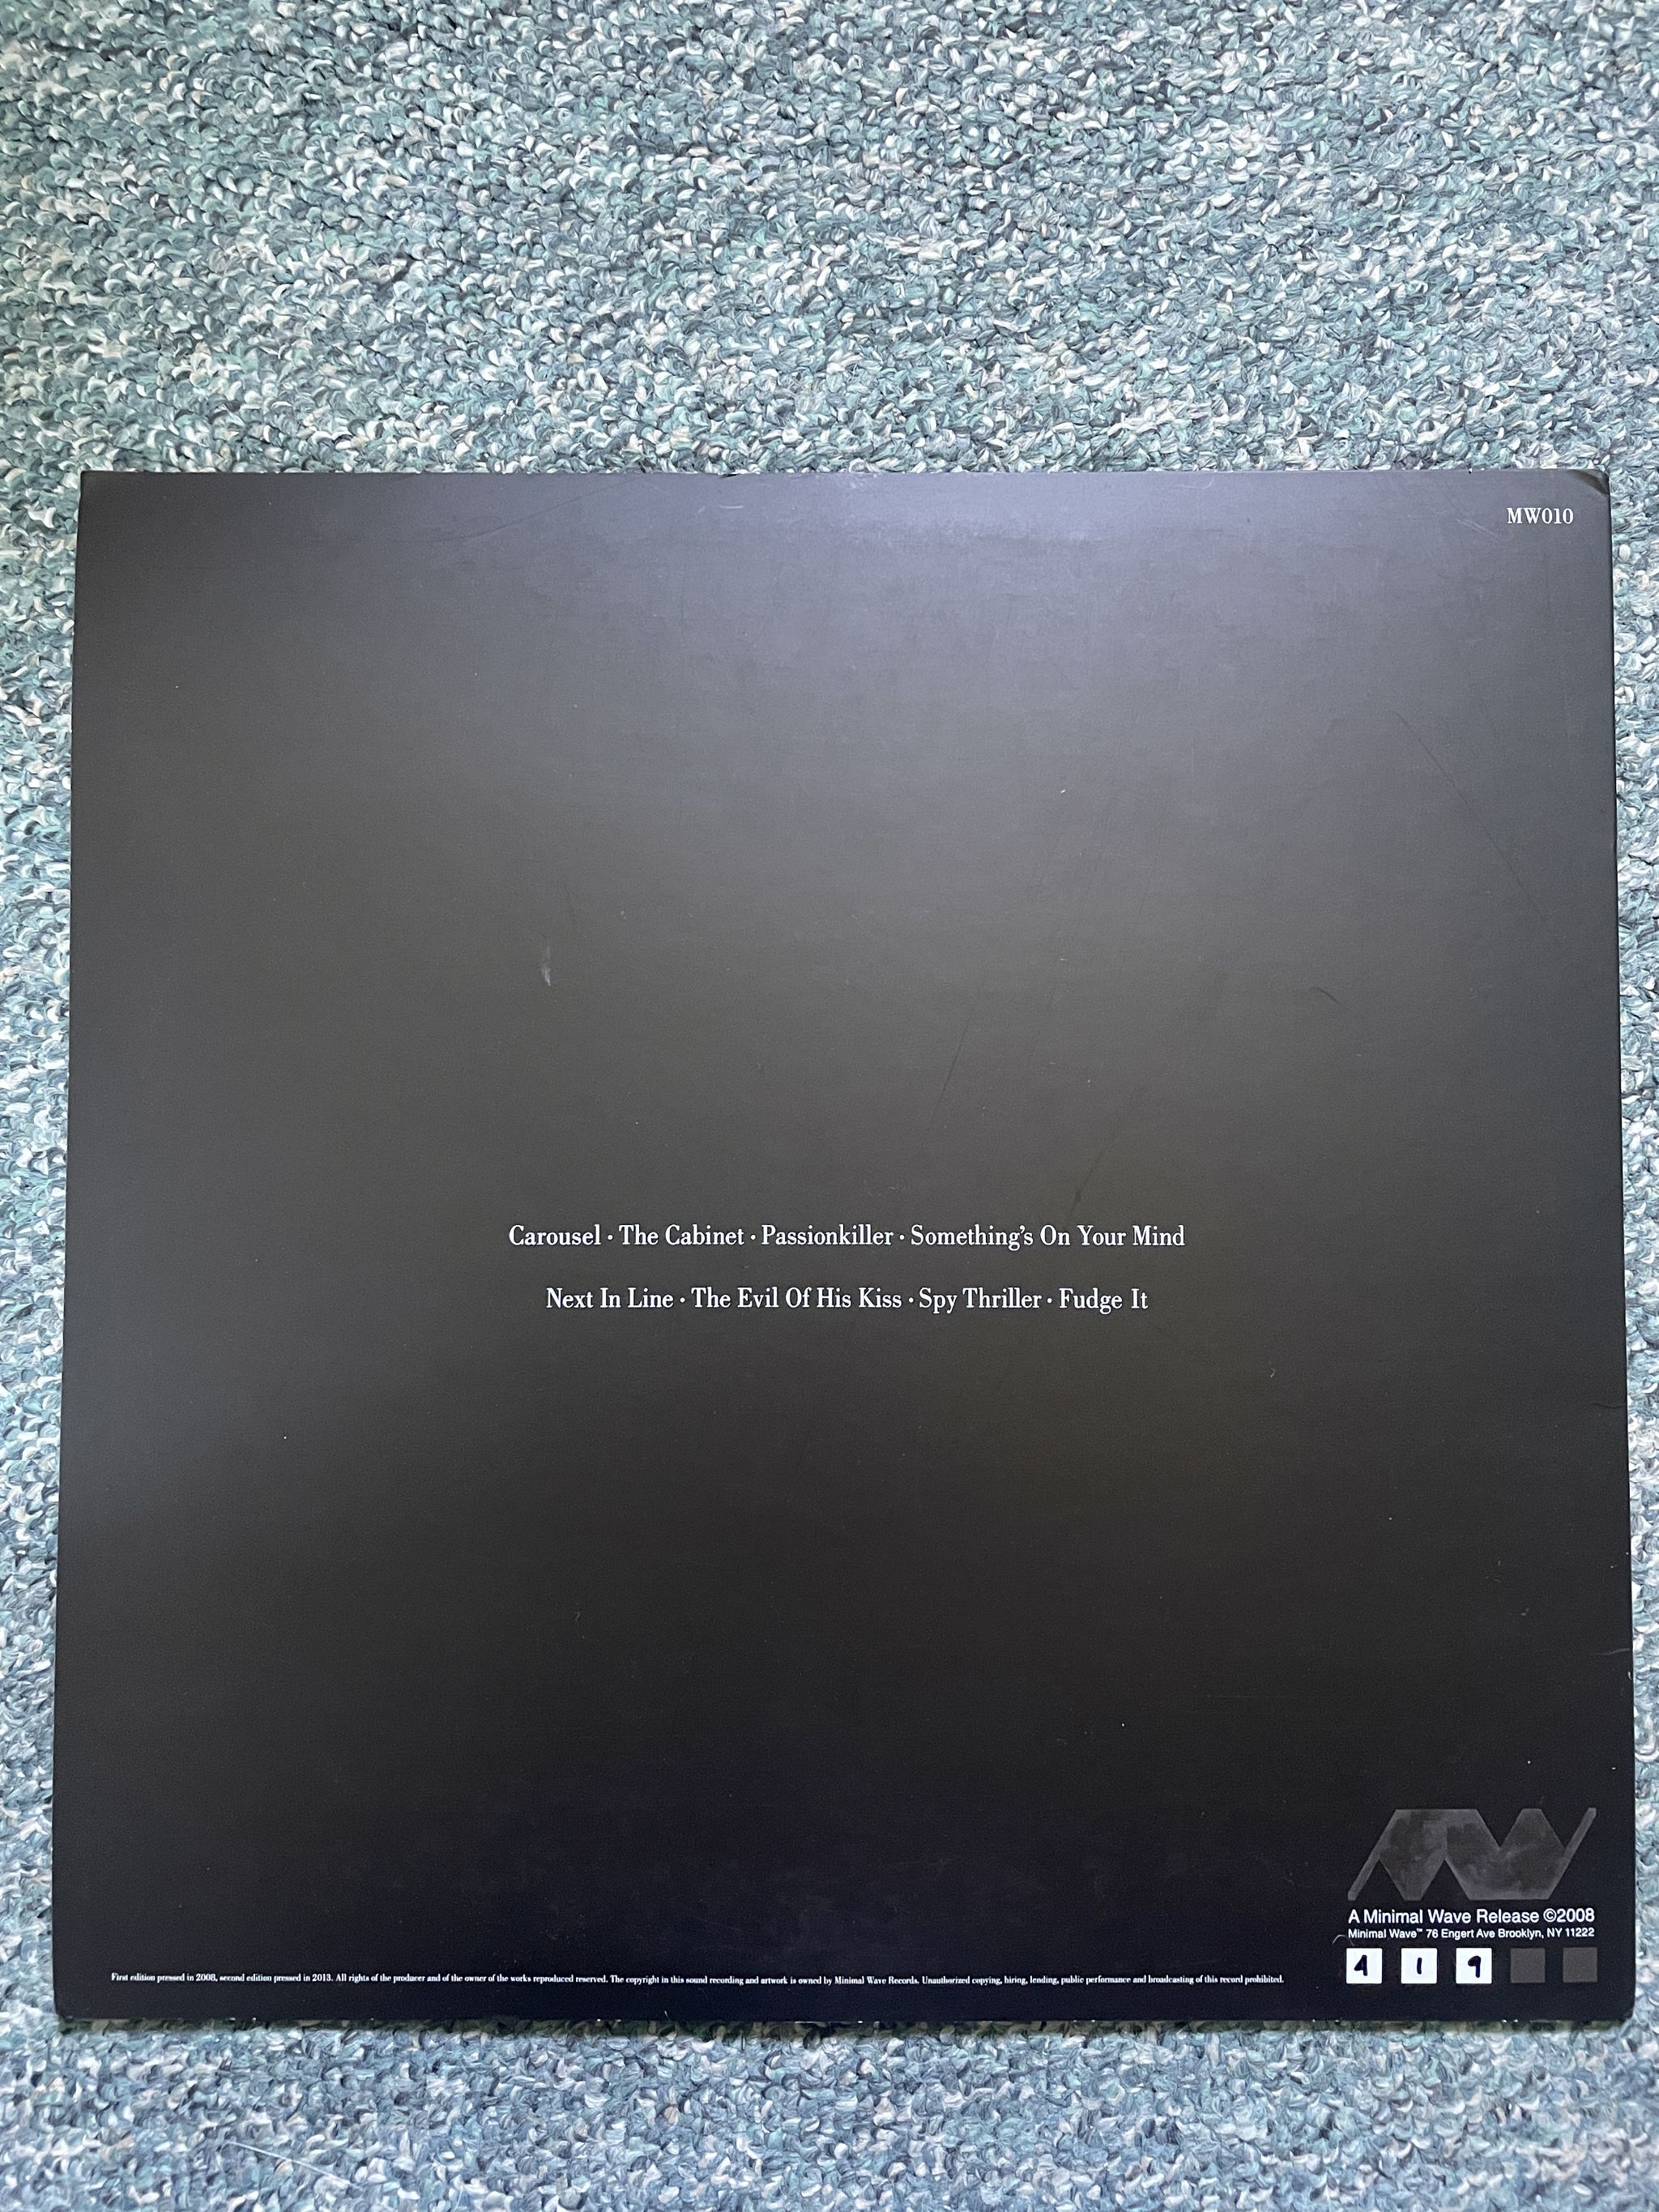 MW010
Carousel · The Cabinet · Passionkiller · Something's On Your Mind
Next In Line · The Evil Of His Kiss · Spy Thriller · Fudge It
MW
A Minimal Wave Release ©2008
Minimal Wave™ 76 Engert Ave Brooklyn, NY 11222
4 1 9
First edition pressed in 2008, second edition pressed in 2013. All rights of the producer and of the owner of the works reproduced reserved. The copyright in this sound recording and artwork is owned by Minimal Wave Records. Unauthorized copying, hiring, lending, public performance and broadcasting of this record prohibited.